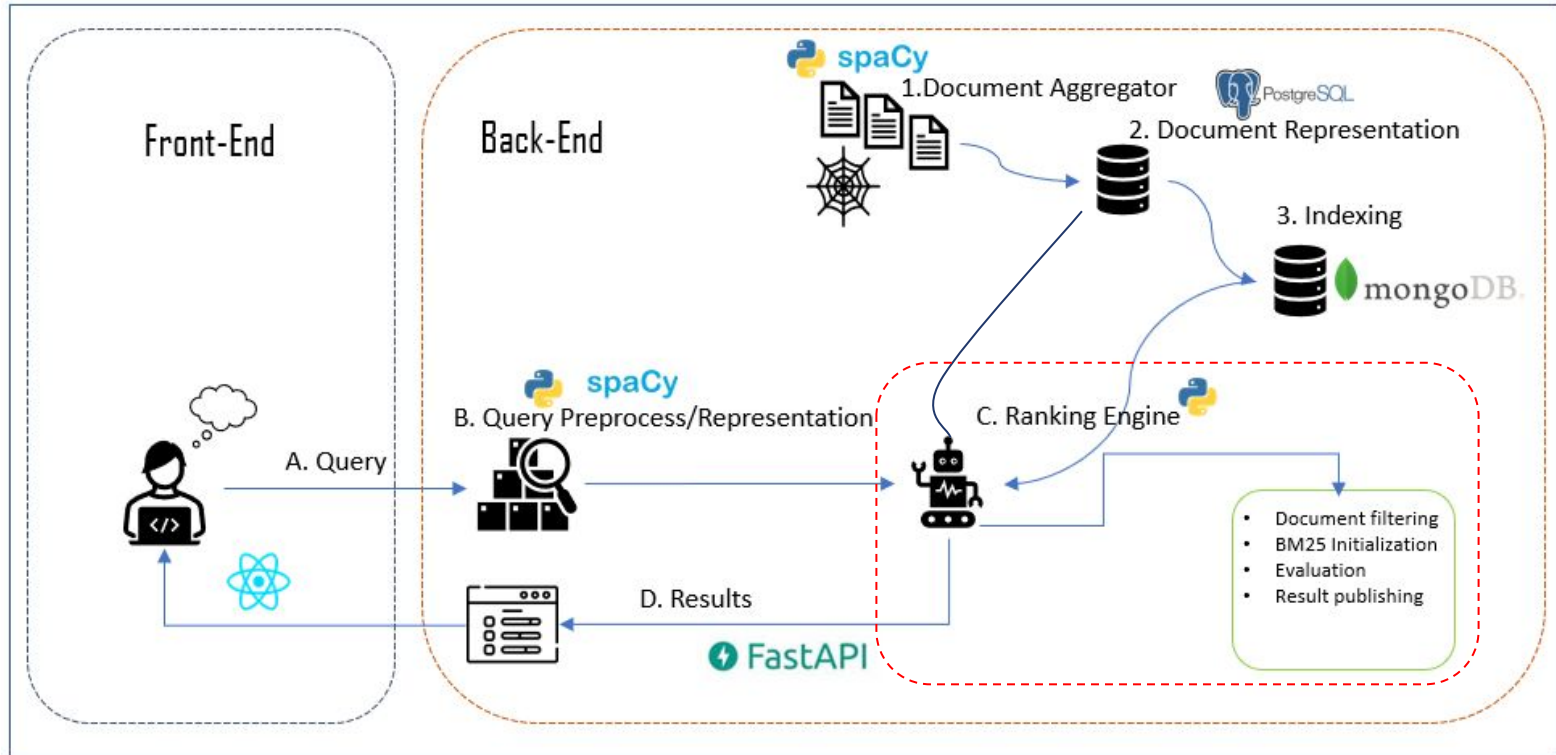 Front-End
Back-End
spaCy
1.Document Aggregator
PostgreSQL
2. Document Representation
3. Indexing
mongoDB.
spaCy
B. Query Preprocess/Representation
C. Ranking Engine
A. Query
</>
• Document filtering
• BM25 Initialization
• Evaluation
• Result publishing
D. Results
FastAPI